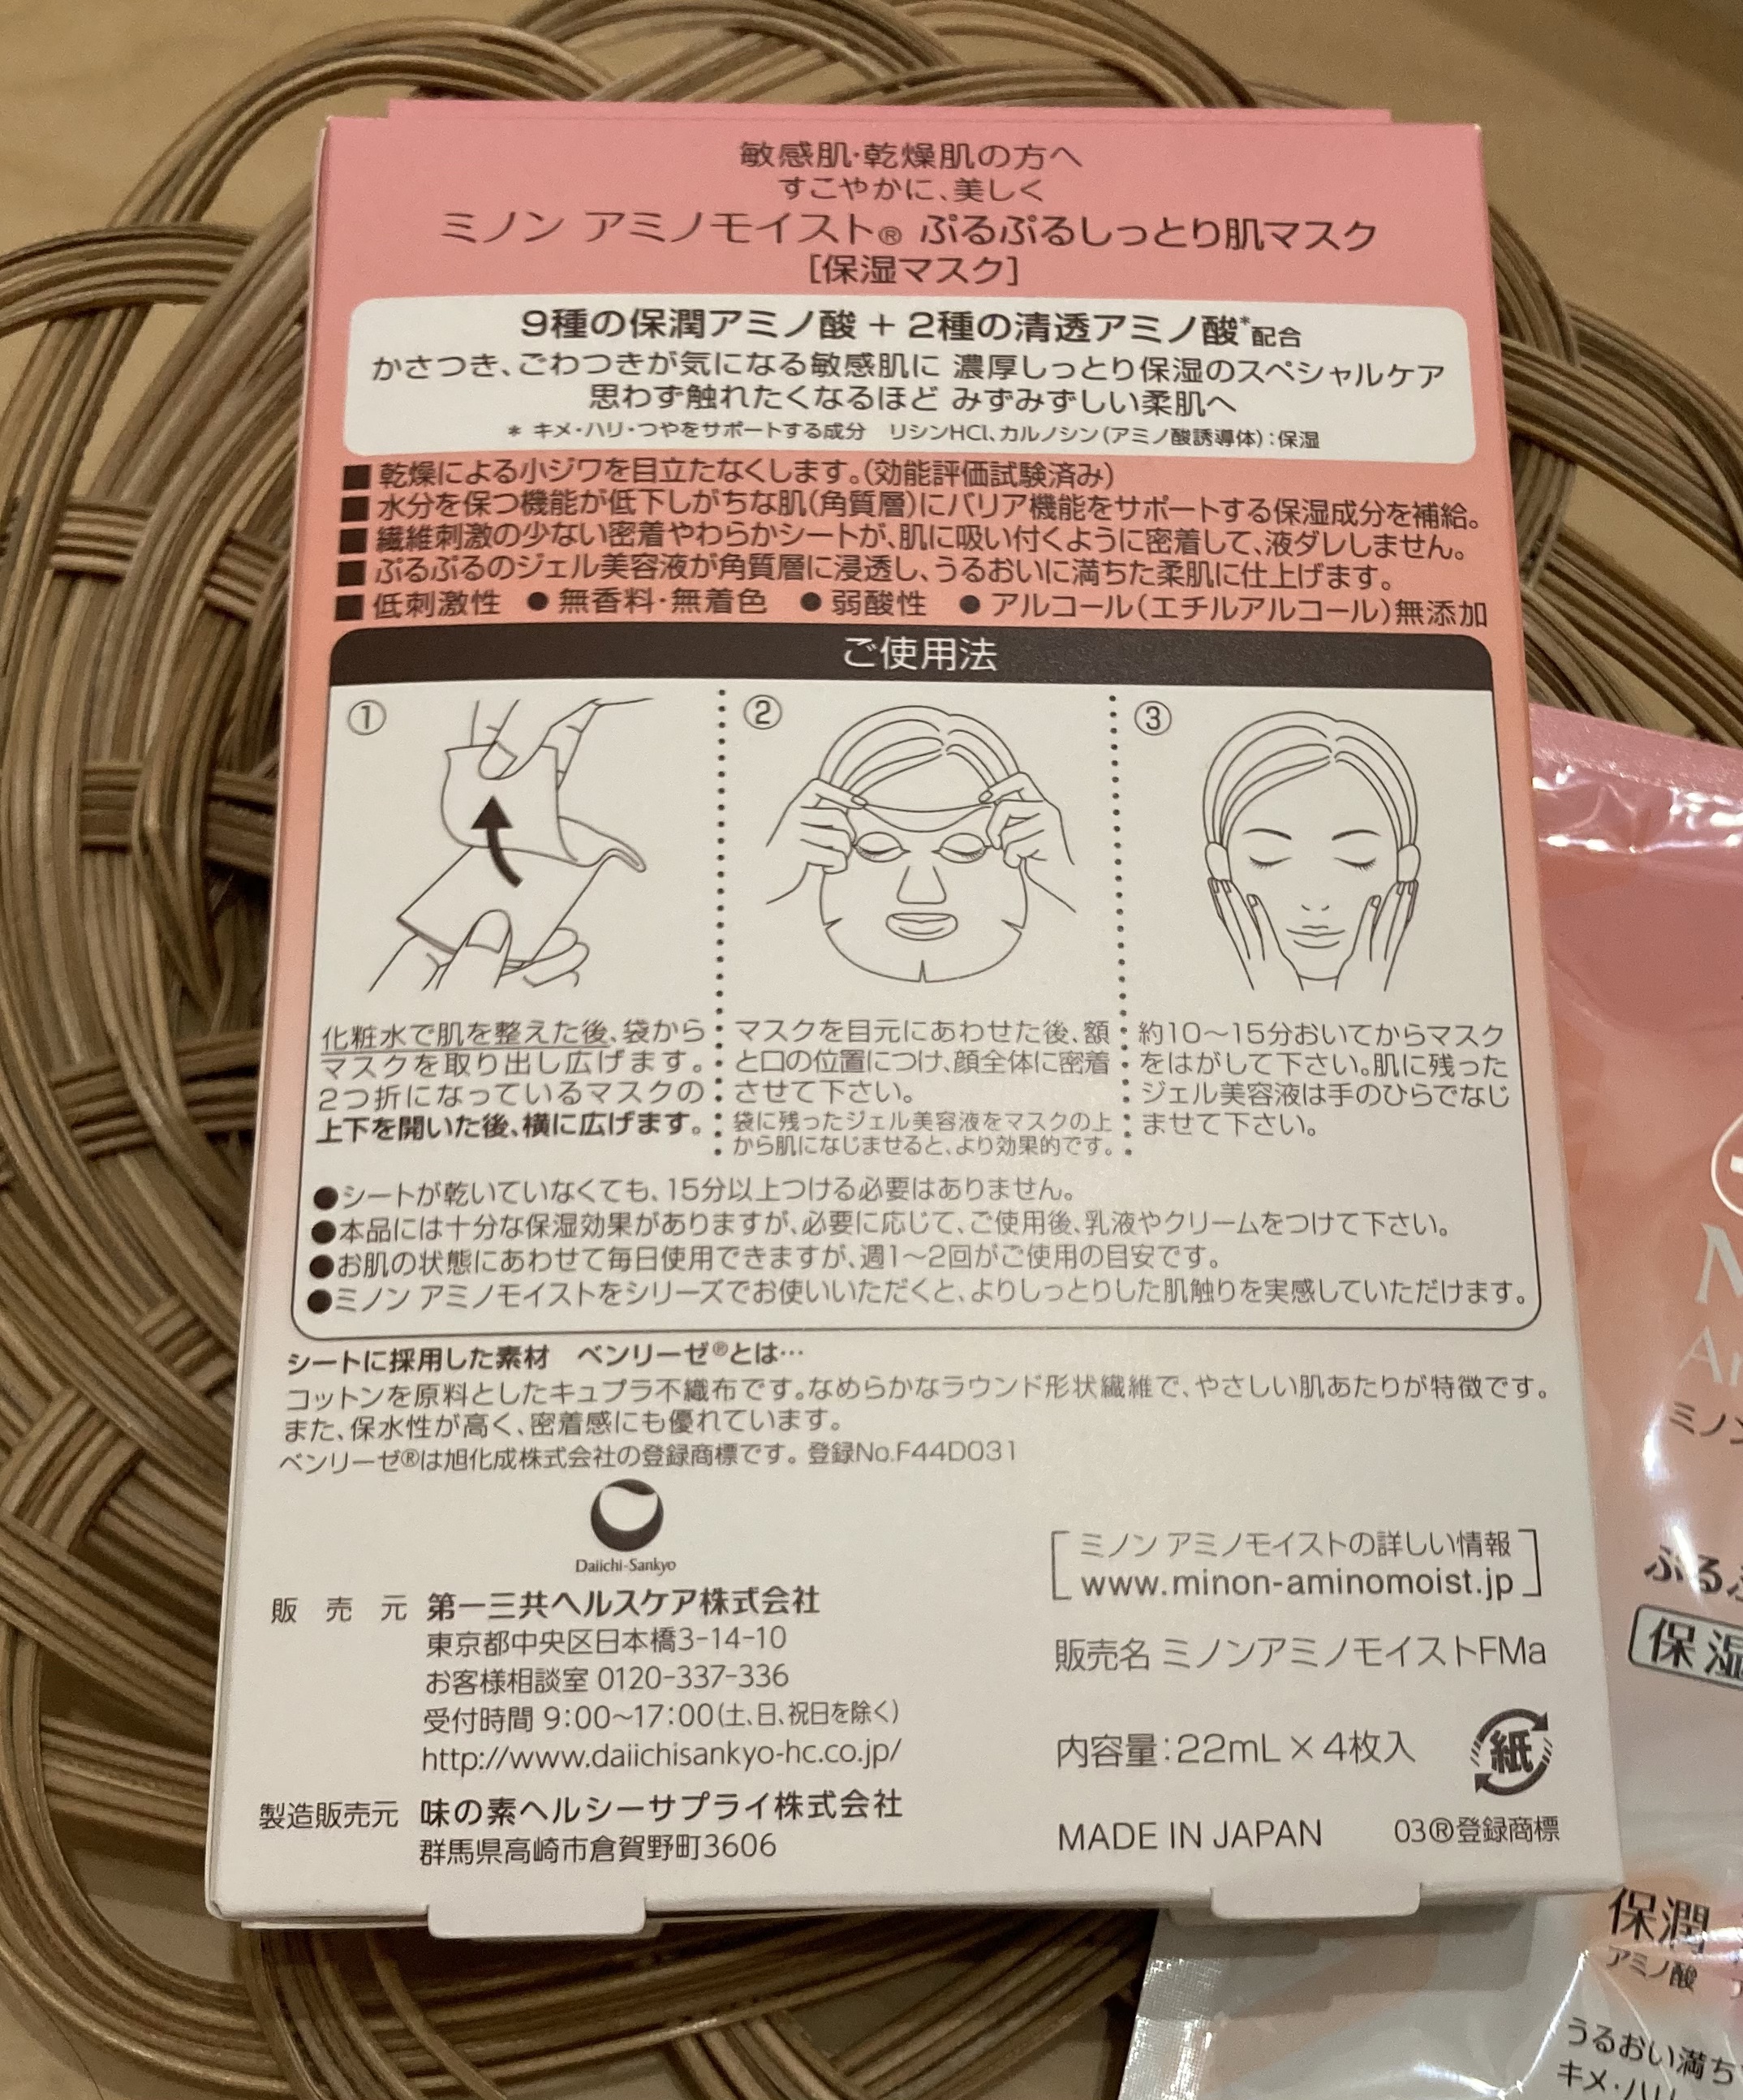 敏感肌・乾燥肌の方へ
すこやかに、美しく
ミノン アミノモイスト® ぷるぷるしっとり肌マスク
[保湿マスク]
9種の保潤アミノ酸 + 2種の清透アミノ酸*配合
かさつき、ごわつきが気になる敏感肌に 濃厚しっとり保湿のスペシャルケア
思わず触れたくなるほど みずみずしい柔肌へ
* キメ・ハリ・つやをサポートする成分 リシンHCl、カルノシン(アミノ酸誘導体):保湿
■ 乾燥による小ジワを目立たなくします。(効能評価試験済み)
■ 水分を保つ機能が低下しがちな肌(角質層)にバリア機能をサポートする保湿成分を補給。
■ 繊維刺激の少ない密着やわらかシートが、肌に吸い付くように密着して、液ダレしません。
■ ぷるぷるのジェル美容液が角質層に浸透し、うるおいに満ちた柔肌に仕上げます。
■ 低刺激性 ● 無香料・無着色 ● 弱酸性 ● アルコール(エチルアルコール)無添加
ご使用法
①
化粧水で肌を整えた後、袋から
マスクを取り出し広げます。
2つ折になっているマスクの
上下を開いた後、横に広げます。
②
マスクを目元にあわせた後、額
と口の位置につけ、顔全体に密着
させて下さい。
袋に残ったジェル美容液をマスクの上
から肌になじませると、より効果的です。
③
約10～15分おいてからマスク
をはがして下さい。肌に残った
ジェル美容液は手のひらでなじ
ませて下さい。
●シートが乾いていなくても、15分以上つける必要はありません。
●本品には十分な保湿効果がありますが、必要に応じて、ご使用後、乳液やクリームをつけて下さい。
●お肌の状態にあわせて毎日使用できますが、週1～2回がご使用の目安です。
●ミノン アミノモイストをシリーズでお使いいただくと、よりしっとりした肌触りを実感していただけます。
シートに採用した素材 ベンリーゼ®とは…
コットンを原料としたキュプラ不織布です。なめらかなラウンド形状繊維で、やさしい肌あたりが特徴です。
また、保水性が高く、密着感にも優れています。
ベンリーゼ®は旭化成株式会社の登録商標です。登録No.F44D031
Daiichi-Sankyo
販売元 第一三共ヘルスケア株式会社
東京都中央区日本橋3-14-10
お客様相談室 0120-337-336
受付時間 9:00～17:00(土、日、祝日を除く)
http://www.daiichisankyo-hc.co.jp/
製造販売元 味の素ヘルシーサプライ株式会社
群馬県高崎市倉賀野町3606
ミノン アミノモイストの詳しい情報
www.minon-aminomoist.jp
販売名 ミノンアミノモイストFMa
内容量:22mL×4枚入
紙
MADE IN JAPAN
03®登録商標
ミノン
ぷるぷ
保湿
保潤
アミノ酸
うるおい満ち
キメ・ハリ